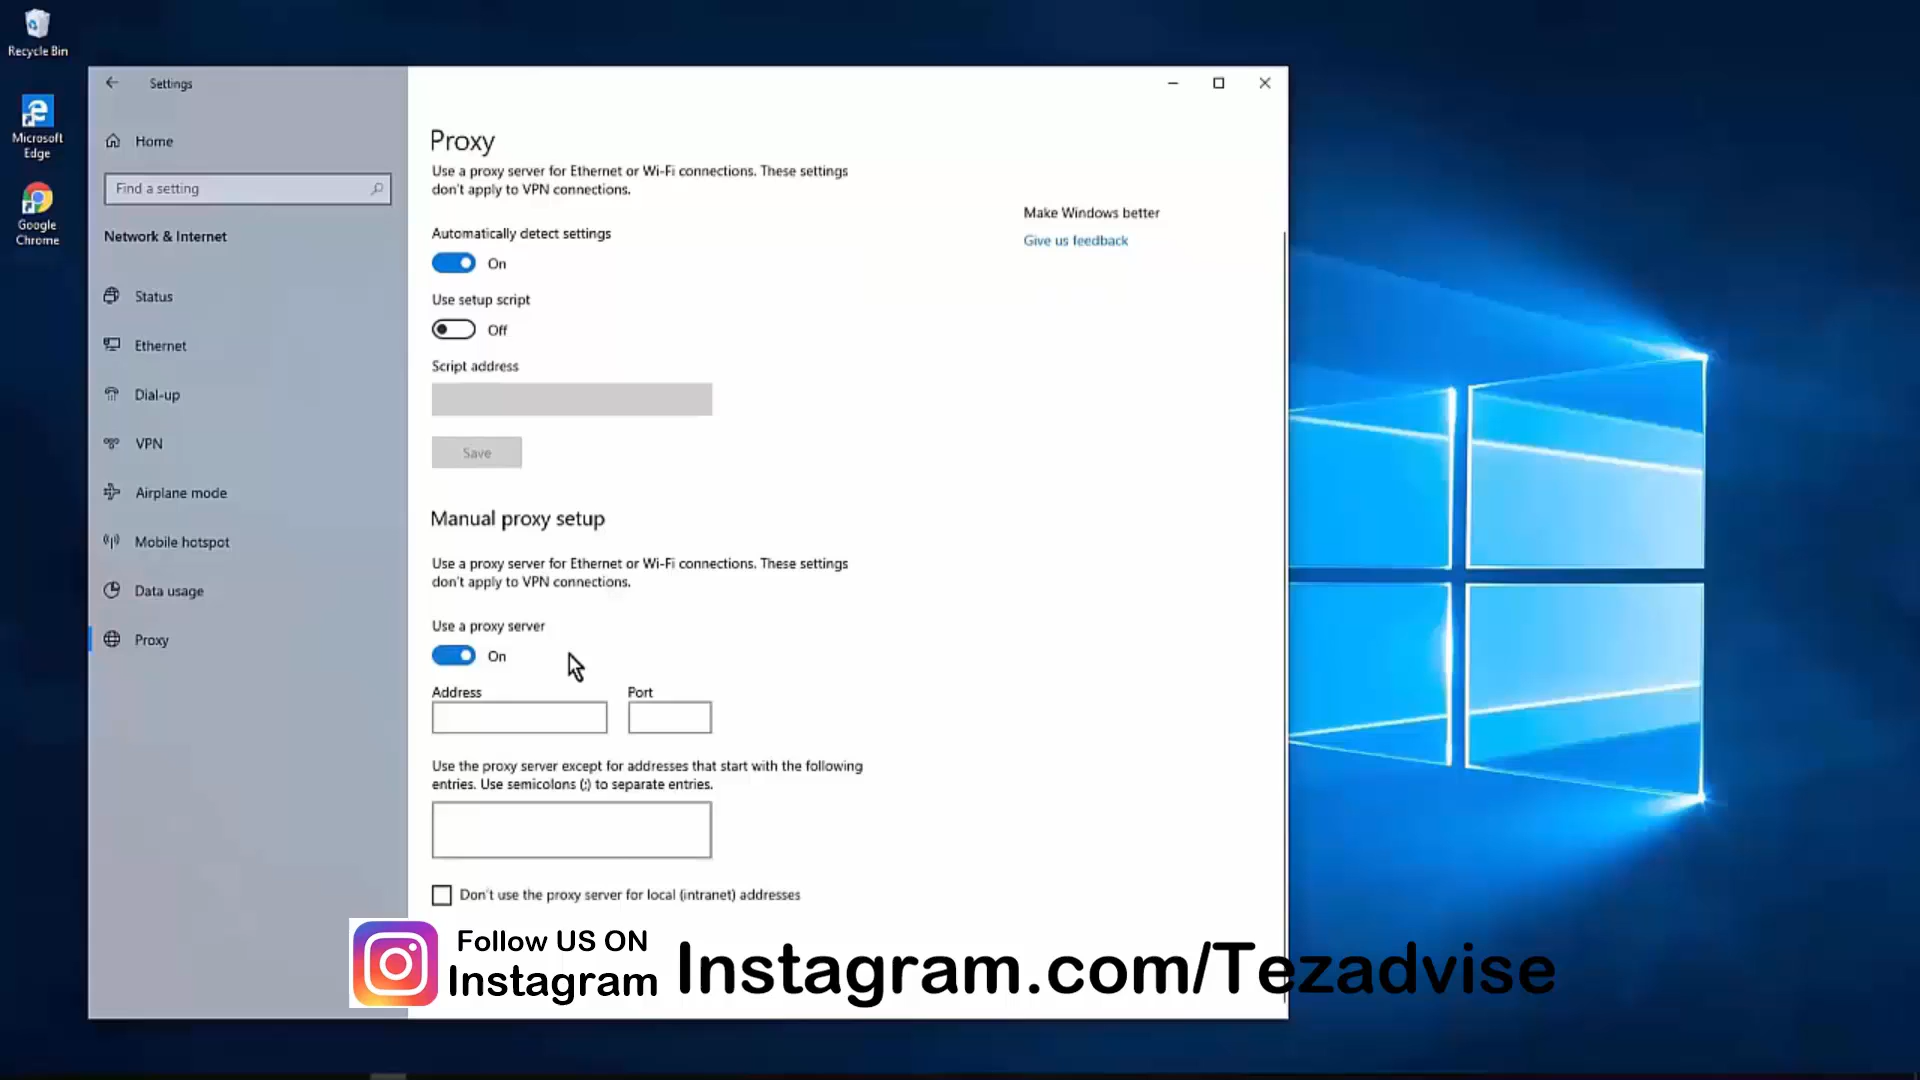 Recycle Bin
Microsoft
Edge
Google
Chrome
Settings
Home
Find a setting
Network & Internet
Status
Ethernet
Dial-up
VPN
Airplane mode
Mobile hotspot
Data usage
Proxy
Proxy
Use a proxy server for Ethernet or Wi-Fi connections. These settings
don't apply to VPN connections.
Automatically detect settings
On
Use setup script
Off
Script address
Save
Manual proxy setup
Use a proxy server for Ethernet or Wi-Fi connections. These settings
don't apply to VPN connections.
Use a proxy server
On
Address Port
Use the proxy server except for addresses that start with the following
entries. Use semicolons (;) to separate entries.
Don't use the proxy server for local (intranet) addresses
Make Windows better
Give us feedback
Follow US ON
Instagram
Instagram.com/Tezadvise